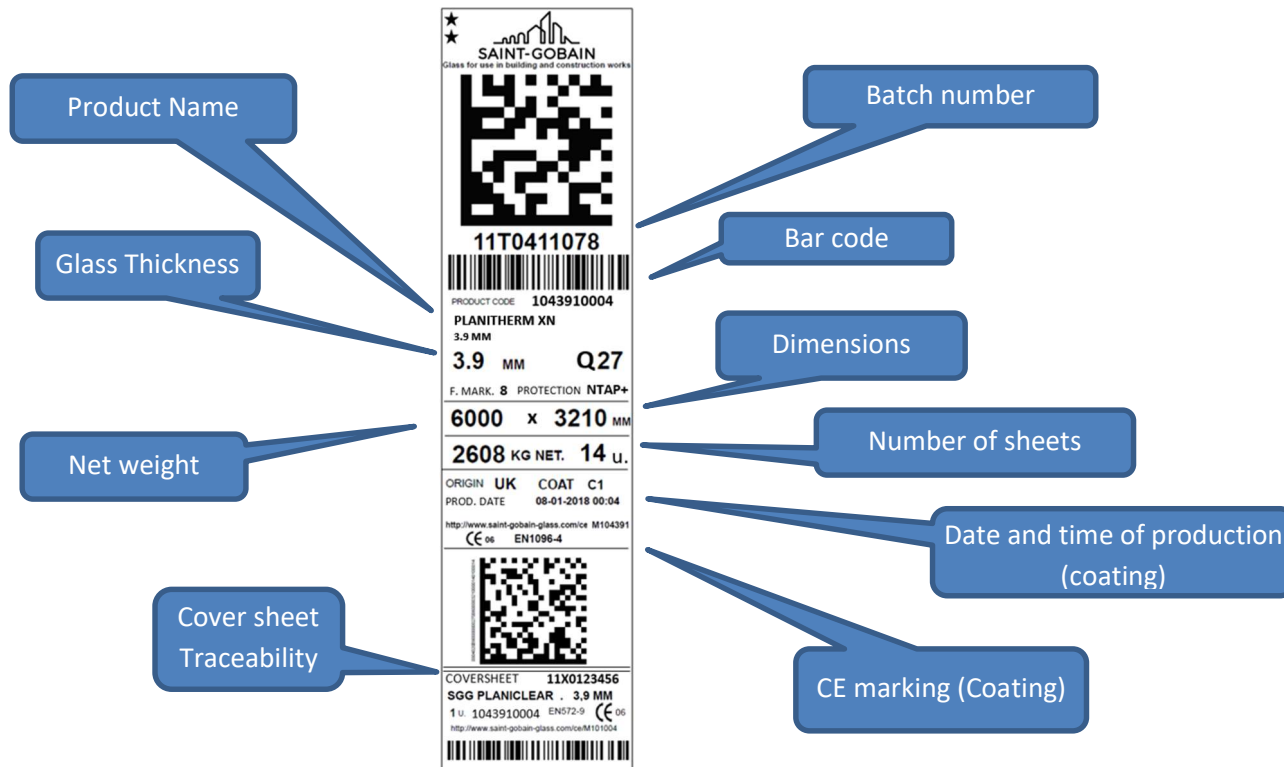 ★
★
SAINT-GOBAIN
Glass for use in building and construction works
Product Name
Batch number
11T0411078
Bar code
Glass Thickness
PRODUCT CODE 1043910004
PLANITHERM XN
3.9 MM
3.9 MM Q27
Dimensions
F. MARK. 8 PROTECTION NTAP+
6000 x 3210 MM
Number of sheets
Net weight
2608 KG NET. 14 u.
ORIGIN UK COAT C1
PROD. DATE 08-01-2018 00:04
Date and time of production
(coating)
http://www.saint-gobain-glass.com/ce M104391
CE 06 EN1096-4
Cover sheet
Traceability
CE marking (Coating)
COVERSHEET 11X0123456
SGG PLANICLEAR . 3,9 MM
1 U. 1043910004 EN572-9 CE 06
http://www.saint-gobain-glass.com/ce/M101004